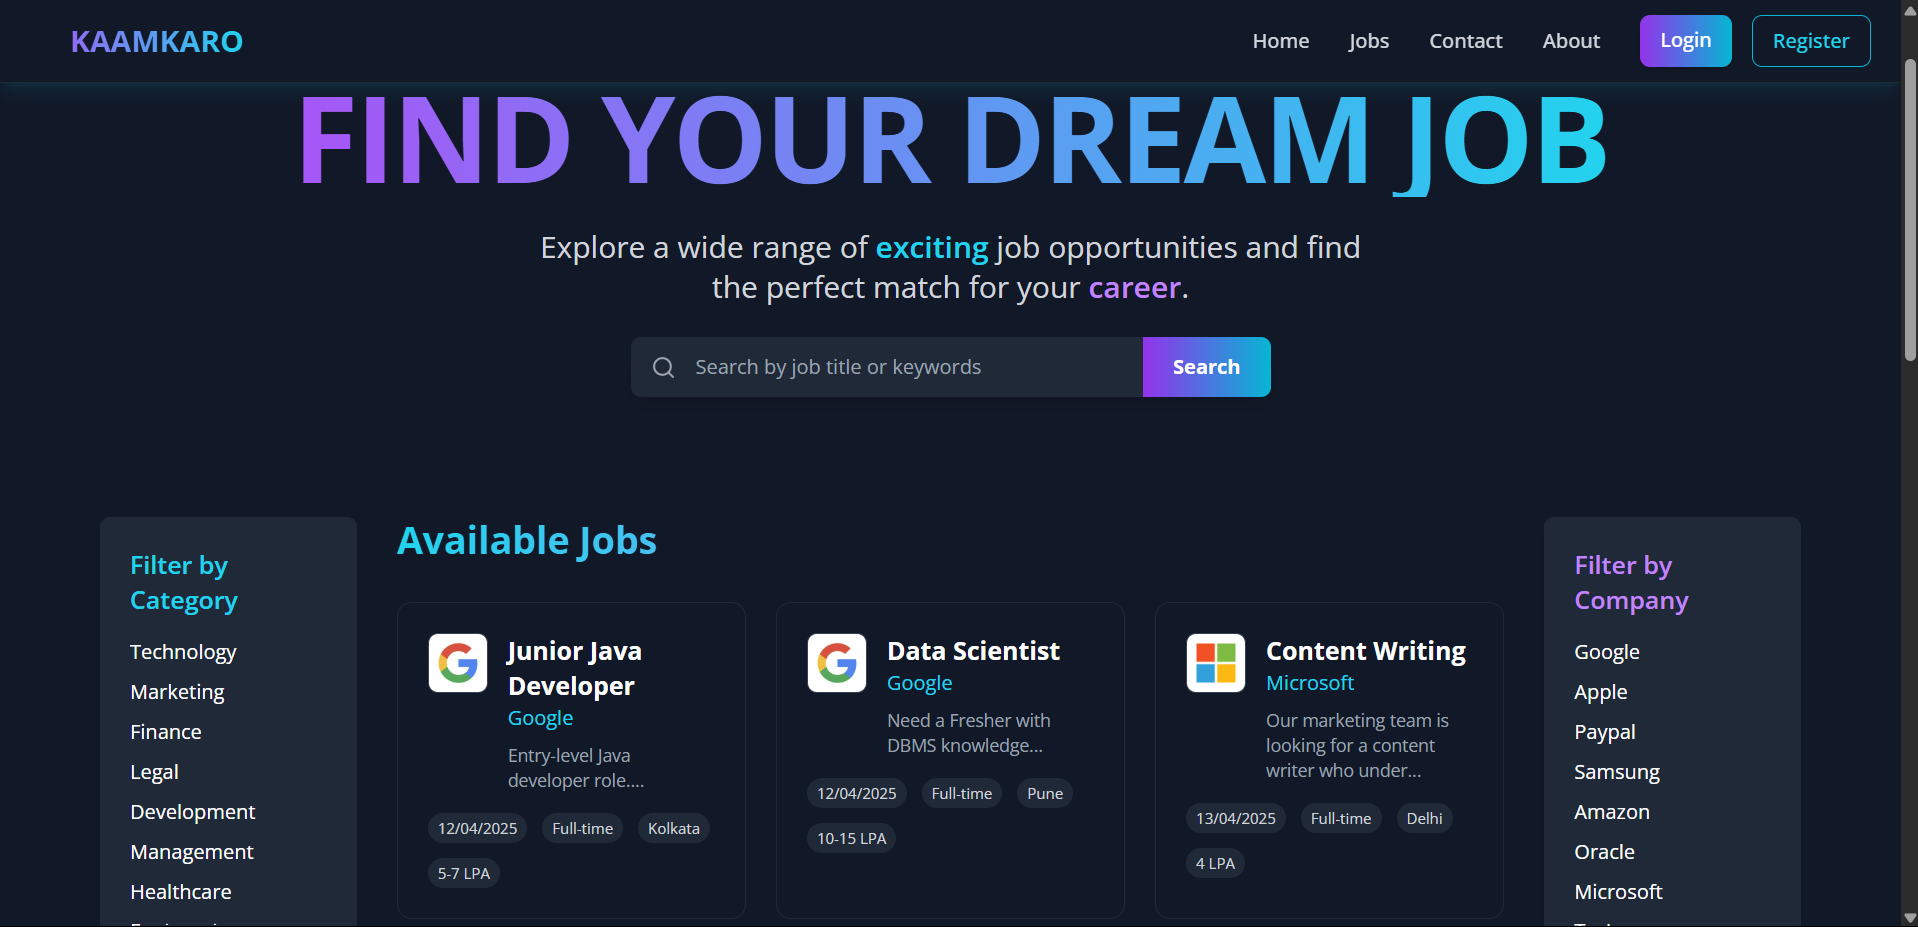 KAAMKARO
Home
Jobs
Contact
About
Login
Register
FIND YOUR DREAM JOB
Explore a wide range of exciting job opportunities and find
the perfect match for your career.
Search by job title or keywords
Search
Filter by
Category
Technology
Marketing
Finance
Legal
Development
Management
Healthcare
Available Jobs
Junior Java
Developer
Google
Entry-level Java
developer role....
12/04/2025
Full-time
Kolkata
5-7 LPA
Data Scientist
Google
Need a Fresher with
DBMS knowledge...
12/04/2025
Full-time
Pune
10-15 LPA
Content Writing
Microsoft
Our marketing team is
looking for a content
writer who under...
13/04/2025
Full-time
Delhi
4 LPA
Filter by
Company
Google
Apple
Paypal
Samsung
Amazon
Oracle
Microsoft